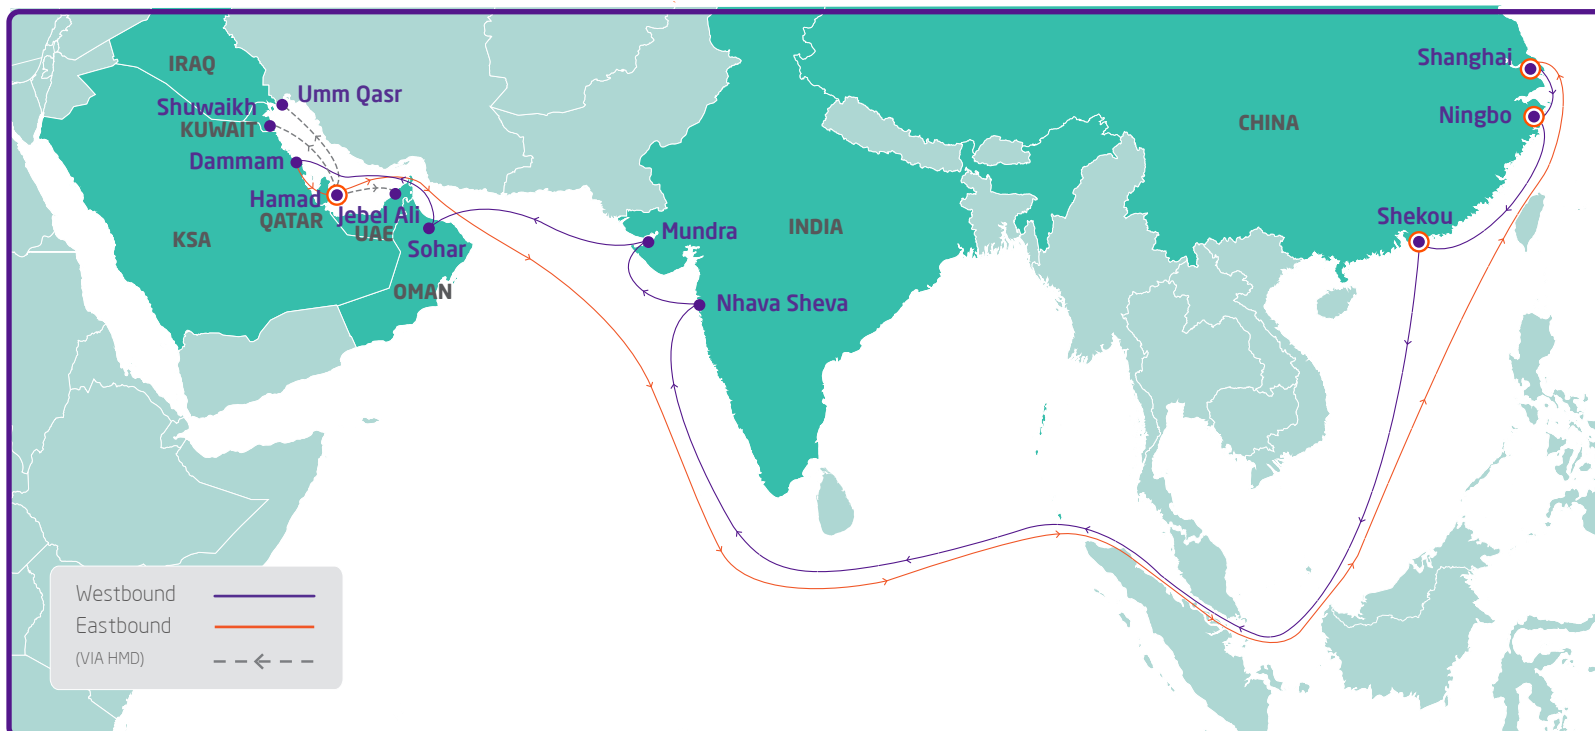 IRAQ
Umm Qasr
Shuwaikh
KUWAIT
Dammam
Hamad
QATAR
Jebel Ali
UAE
KSA
Sohar
OMAN
Mundra
INDIA
Nhava Sheva
CHINA
Shanghai
Ningbo
Shekou
Westbound
Eastbound
(VIA HMD)